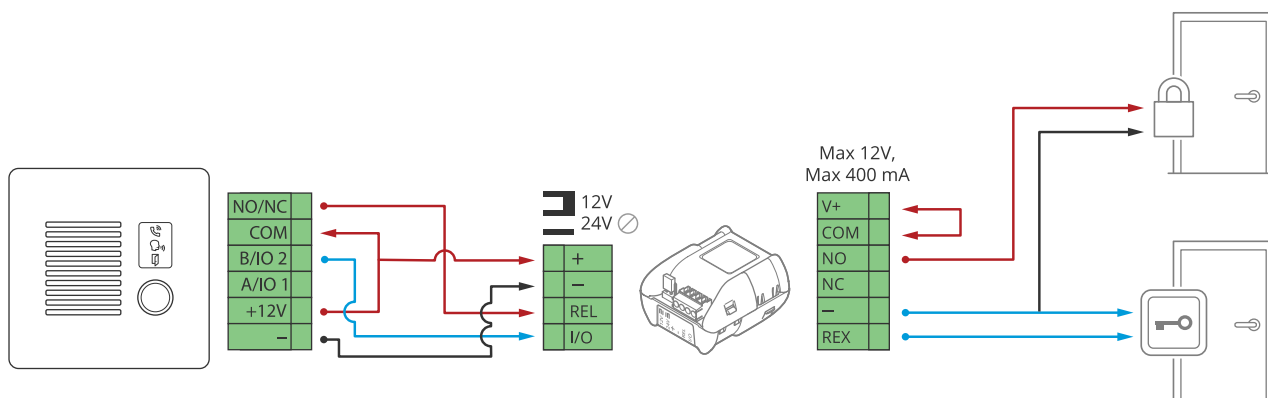 NO/NC
COM
B/IO 2
A/IO 1
+12V
–
12V
24V
+
–
REL
I/O
Max 12V,
Max 400 mA
V+
COM
NO
NC
–
REX